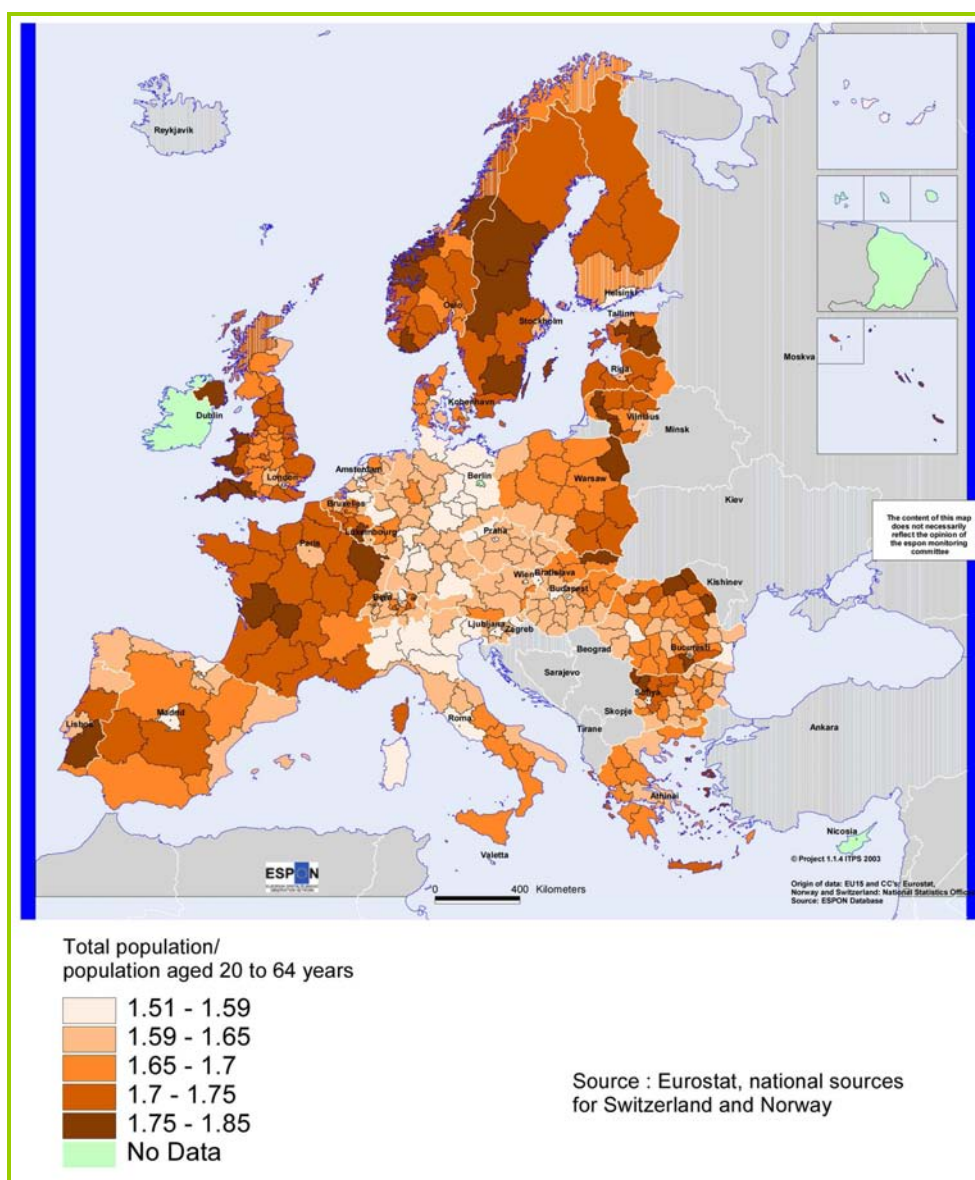 Reykjavik
Oslo
Helsinki
Tallinn
Stockholm
Moskva
Riga
Dublin
Kobenhavn
Vilnius
Minsk
London
Amsterdam
Berlin
Warsaw
Bruxelles
Kiev
The content of this map
does not necessarily
reflect the opinion of
the espon monitoring
committee
Luxembourg
Praha
Paris
Wien
Bratislava
Budapest
Kishinev
Bern
Ljubljana
Zagreb
Beograd
Bucuresti
Sarajevo
Sofiya
Madrid
Lisboa
Roma
Skopje
Tirane
Ankara
Athinai
Nicosia
Valetta
ESPON
© Project 1.1.4 ITPS 2003
0 400 Kilometers
Origin of data: EU15 and CC's: Eurostat,
Norway and Switzerland: National Statistics Offic
Source: ESPON Database
Total population/
population aged 20 to 64 years
1.51 - 1.59
1.59 - 1.65
1.65 - 1.7
1.7 - 1.75
1.75 - 1.85
No Data
Source : Eurostat, national sources
for Switzerland and Norway